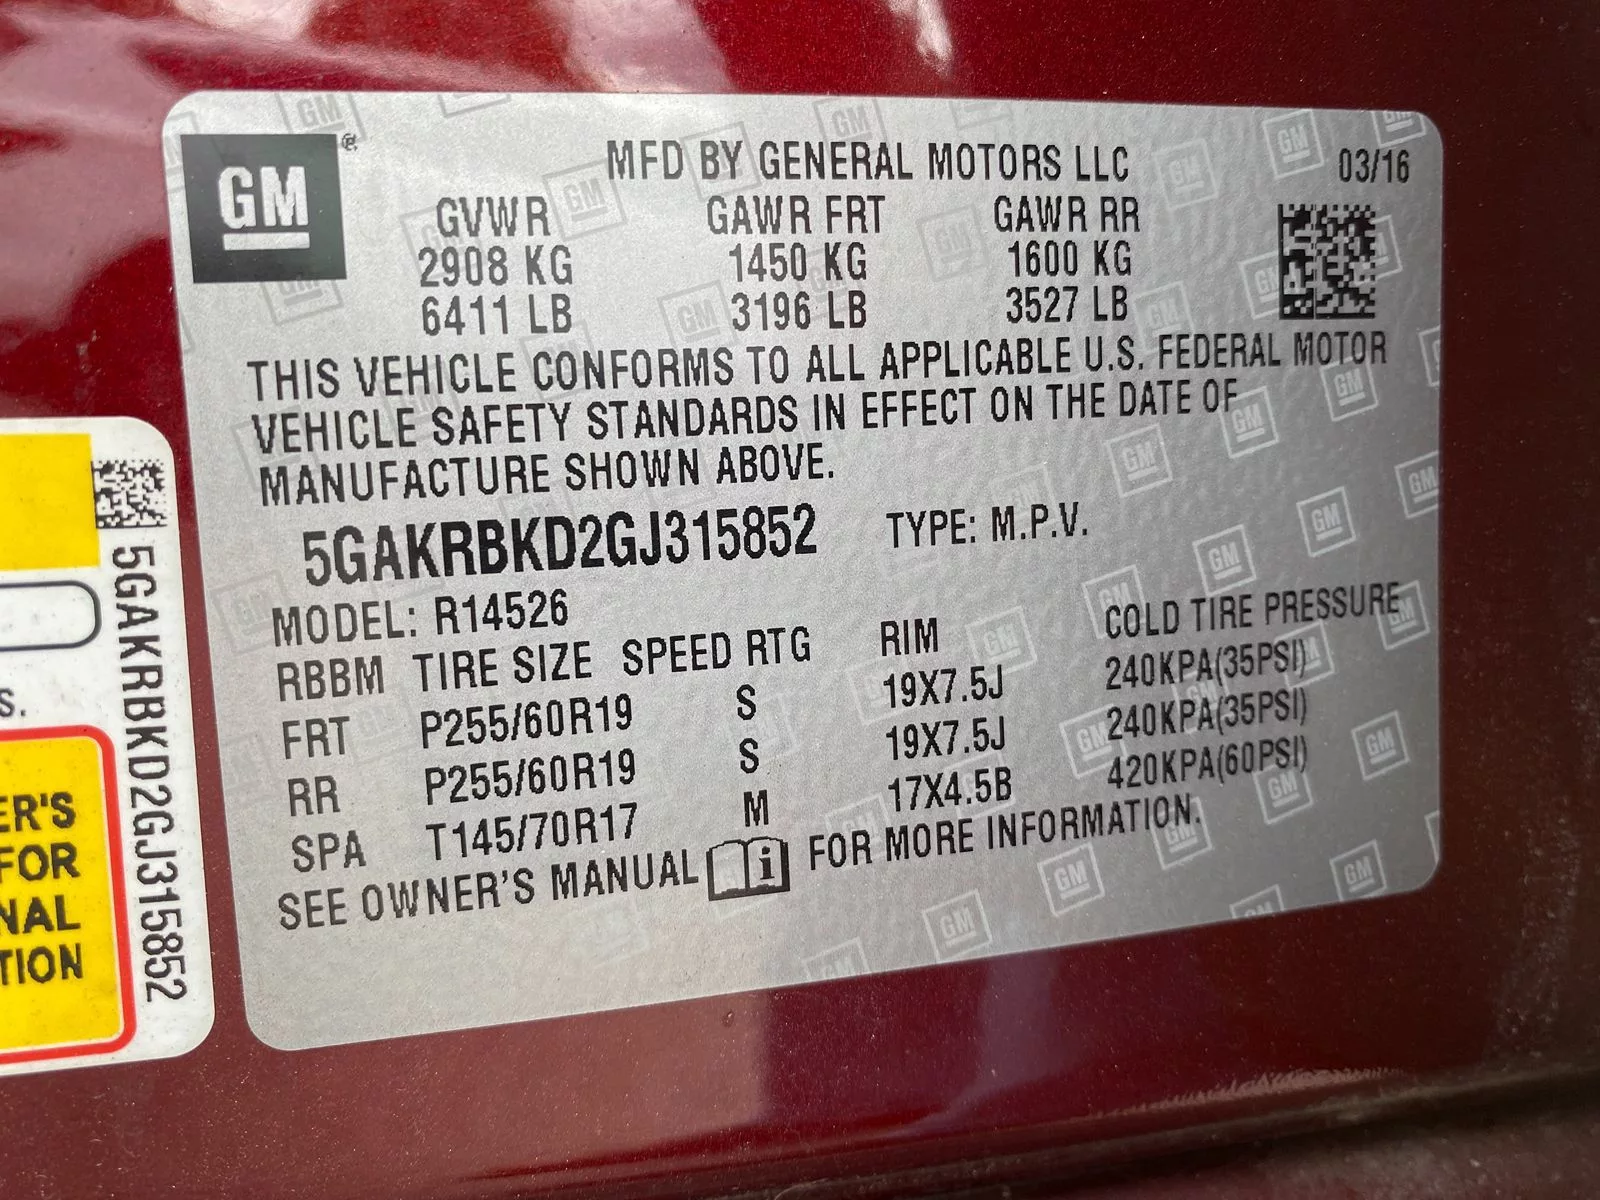 GM
MFD BY GENERAL MOTORS LLC 03/16
GVWR GAWR FRT GAWR RR
2908 KG 1450 KG 1600 KG
6411 LB 3196 LB 3527 LB
THIS VEHICLE CONFORMS TO ALL APPLICABLE U.S. FEDERAL MOTOR
VEHICLE SAFETY STANDARDS IN EFFECT ON THE DATE OF
MANUFACTURE SHOWN ABOVE.
5GAKRBKD2GJ315852 TYPE: M.P.V.
MODEL: R14526
RBBM TIRE SIZE SPEED RTG RIM COLD TIRE PRESSURE
FRT P255/60R19 S 19X7.5J 240KPA(35PSI)
RR P255/60R19 S 19X7.5J 240KPA(35PSI)
SPA T145/70R17 M 17X4.5B 420KPA(60PSI)
SEE OWNER'S MANUAL i FOR MORE INFORMATION.
5GAKRBKD2GJ315852
S.
ER'S
FOR
NAL
TION